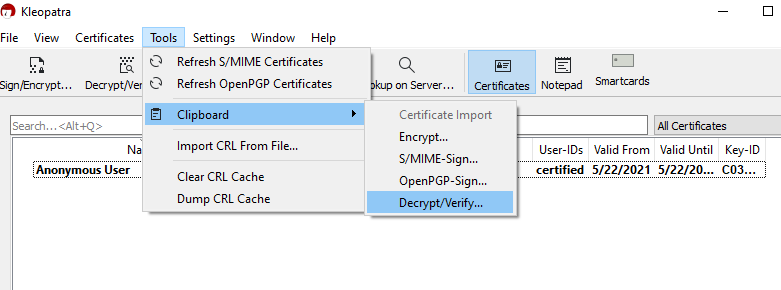 Kleopatra
File View Certificates Tools Settings Window Help
Sign/Encrypt... Decrypt/Ver
Refresh S/MIME Certificates
Refresh OpenPGP Certificates
okup on Server... Certificates Notepad Smartcards
Clipboard
Import CRL From File...
Clear CRL Cache
Dump CRL Cache
Certificate Import
Encrypt...
S/MIME-Sign...
OpenPGP-Sign...
Decrypt/Verify...
Search...<Alt+Q> All Certificates
Na User-IDs Valid From Valid Until Key-ID
Anonymous User certified 5/22/2021 5/22/20... C03...